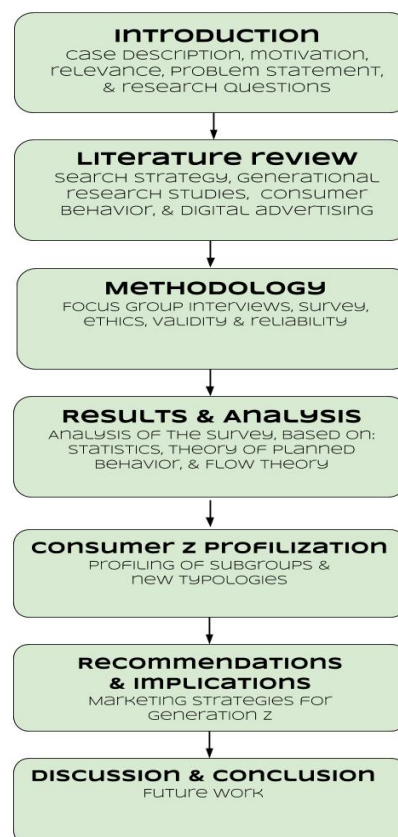 Introduction
case description, motivation,
relevance, problem statement,
& research questions
Literature review
search strategy, generational
research studies, consumer
behavior, & digital advertising
Methodology
Focus group interviews, survey,
ethics, validity & reliability
Results & Analysis
Analysis of the survey, based on:
statistics, theory of planned
behavior, & flow theory
Consumer Z Profilization
Profiling of subgroups &
new typologies
Recommendations
& Implications
Marketing strategies for
Generation Z
Discussion & Conclusion
Future work